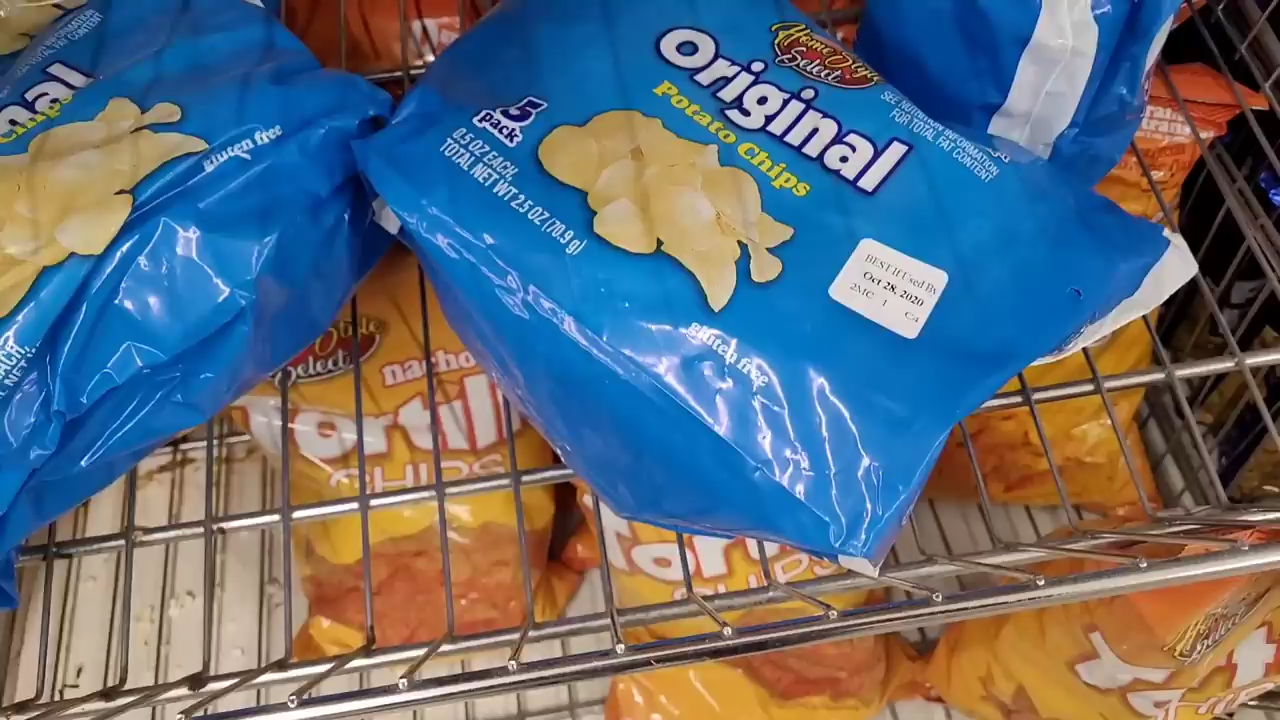 Home Style
Select
Original
Potato Chips
5
pack
0.5 OZ EACH,
TOTAL NET WT 2.5 OZ (70.9 g)
SEE NUTRITION INFORMATION
FOR TOTAL FAT CONTENT
BEST If Used By
Oct 28, 2020
2MC 1 C4
gluten free
nal
Chips
gluten free
Select
nacho
Tortill
CHIPS